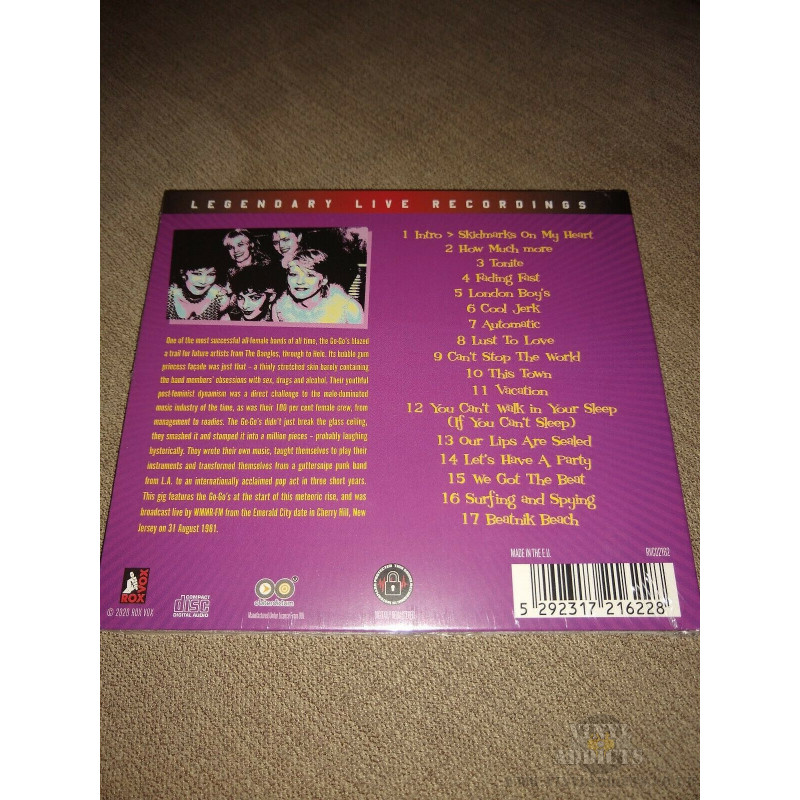 LEGENDARY LIVE RECORDINGS
1 Intro > Skidmarks On My Heart
2 How Much more
3 Tonite
4 Fading Fast
5 London Boy's
6 Cool Jerk
7 Automatic
8 Lust To Love
9 Can't Stop The World
10 This Town
11 Vacation
12 You Can't Walk in Your Sleep
(If You Can't Sleep)
13 Our Lips Are Sealed
14 Let's Have A Party
15 We Got The Beat
16 Surfing and Spying
17 Beatnik Beach
One of the most successful all-female bands of all time, the Go-Go's blazed
a trail for future artists from The Bangles, through to Hole. Its bubble gum
princess façade was just that – a thinly stretched skin barely containing
the band members' obsessions with sex, drugs and alcohol. Their youthful
post-feminist dynamism was a direct challenge to the male-dominated
music industry of the time, as was their 100 per cent female crew, from
management to roadies. The Go-Go's didn't just break the glass ceiling,
they smashed it and stomped it into a million pieces – probably laughing
hysterically. They wrote their own music, taught themselves to play their
instruments and transformed themselves from a guttersnipe punk band
from L.A. to an internationally acclaimed pop act in three short years.
This gig features the Go-Go's at the start of this meteoric rise, and was
broadcast live by WMMR-FM from the Emerald City date in Cherry Hill, New
Jersey on 31 August 1981.
MADE IN THE E.U.
ROX VOX
© 2020 ROX VOX
COMPACT
disc
DIGITAL AUDIO
Manufactured Under Licence From
DIGITALLY REMASTERED
5 292317 216228
VINYL
ADDICTS